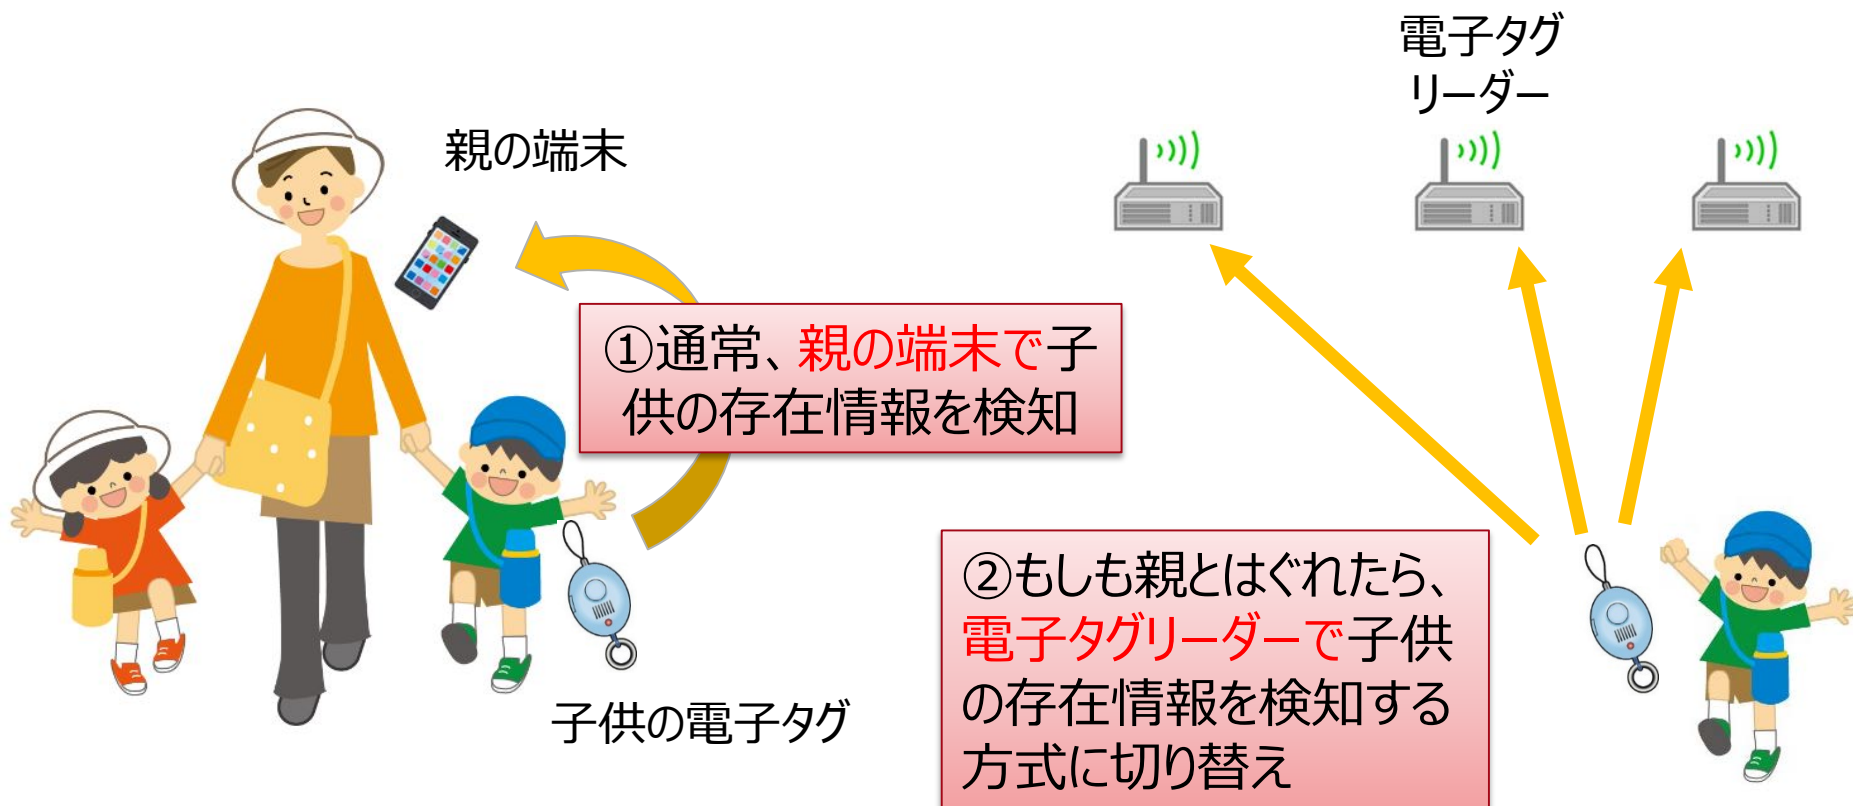 親の端末
①通常、親の端末で子
供の存在情報を検知
子供の電子タグ
電子タグ
リーダー
②もしも親とはぐれたら、
電子タグリーダーで子供
の存在情報を検知する
方式に切り替え